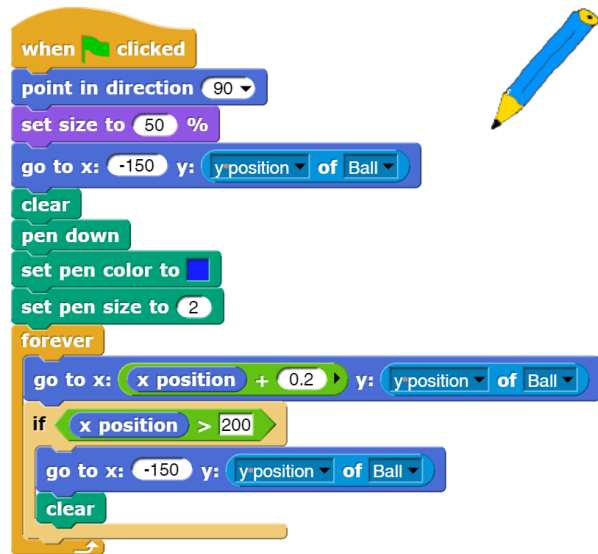 when clicked
point in direction 90
set size to 50 %
go to x: -150 y: y position of Ball
clear
pen down
set pen color to
set pen size to 2
forever
go to x: x position + 0.2 y: y position of Ball
if x position > 200
go to x: -150 y: y position of Ball
clear